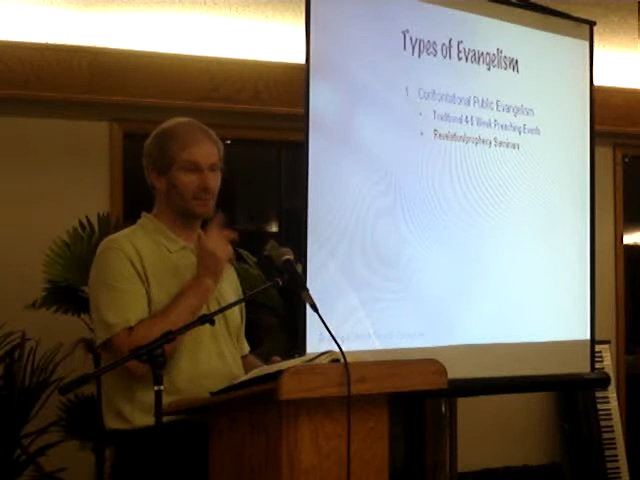 Types of Evangelism
1. Confrontational Public Evangelism
• Traditional 4-6 Week Preaching Events
• Revelation/prophecy Seminars